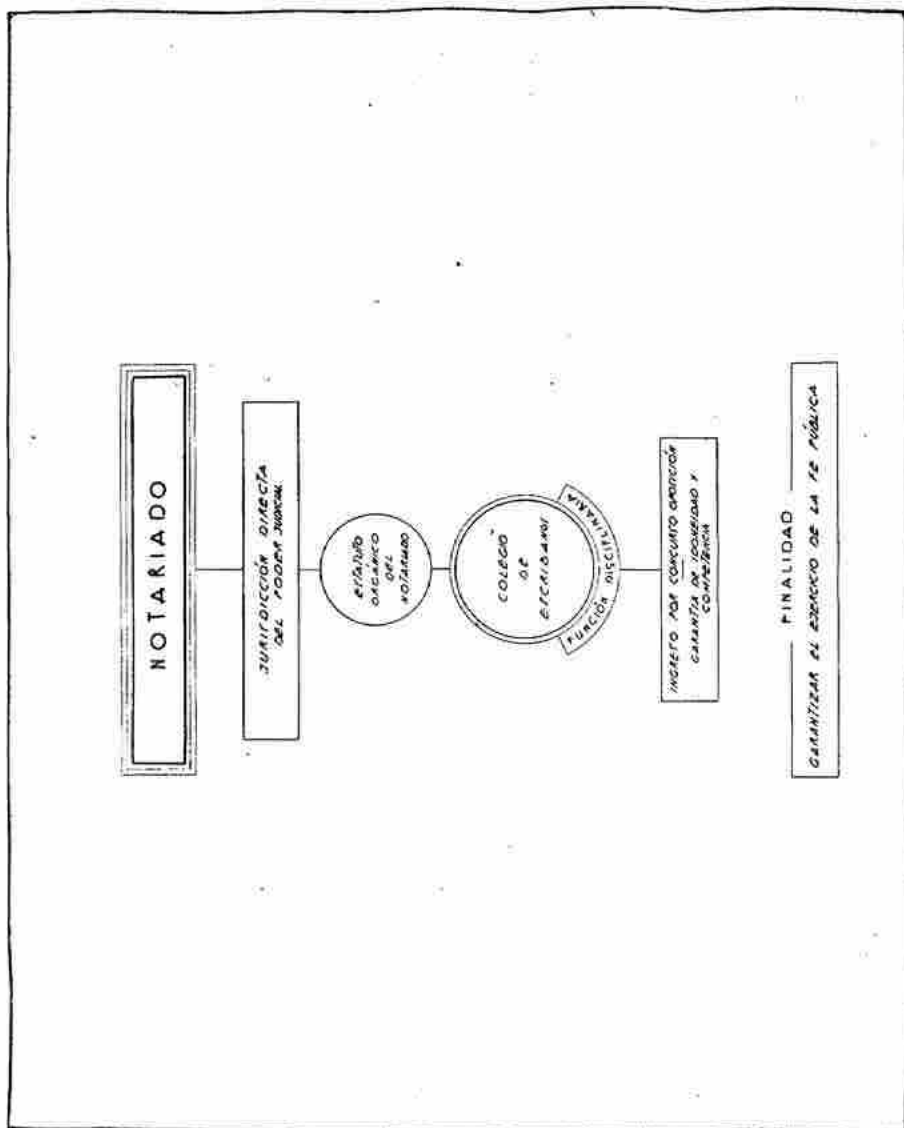 NOTARIADO
JURISDICCIÓN DIRECTA
DEL PODER JUDICIAL
ESTATUTO
ORGÁNICO
DEL
NOTARIADO
COLEGIO
DE
ESCRIBANOS
FUNCIÓN DISCIPLINARIA
INGRESO POR CONCURSO OPOSICIÓN
GARANTÍA DE IDONEIDAD Y
COMPETENCIA
FINALIDAD
GARANTIZAR EL EJERCICIO DE LA FE PÚBLICA